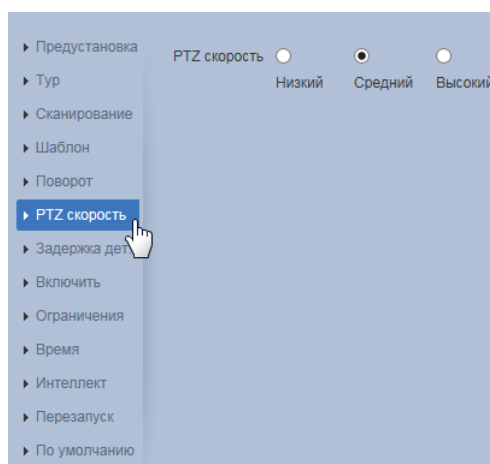 Предустановка
Тур
Сканирование
Шаблон
Поворот
PTZ скорость
Задержка дет.
Включить
Ограничения
Время
Интеллект
Перезапуск
По умолчанию
PTZ скорость
Низкий Средний Высокий